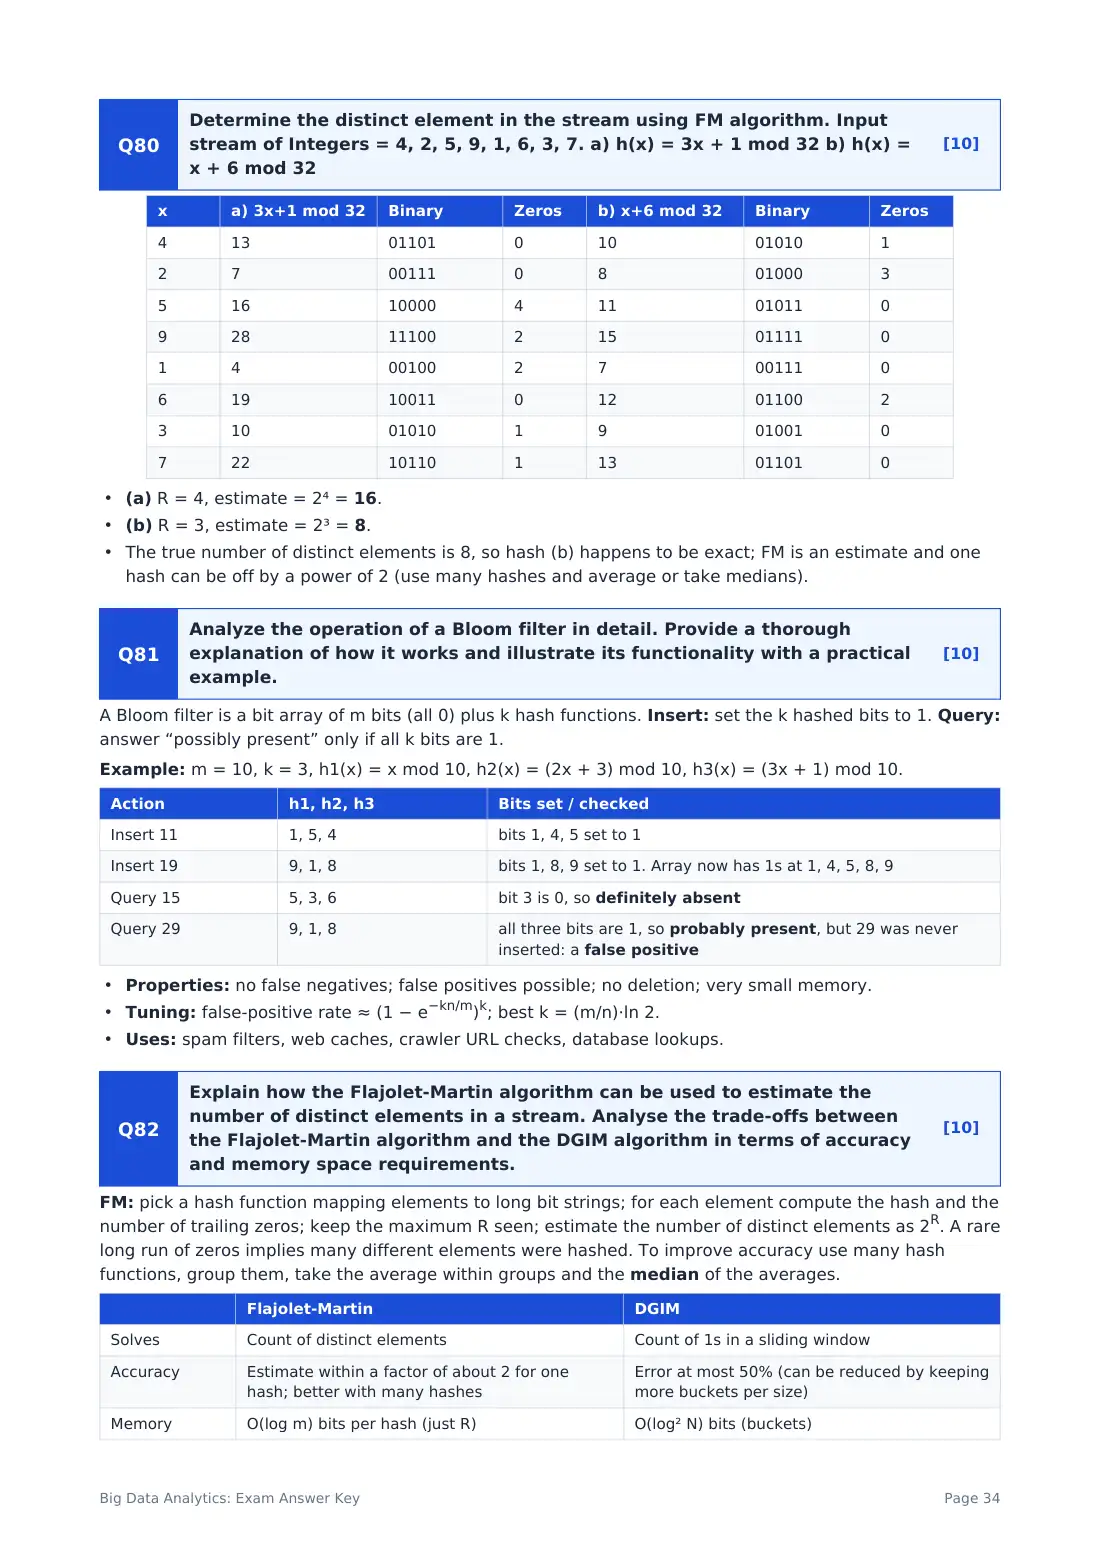 Q80
Determine the distinct element in the stream using FM algorithm. Input
stream of Integers = 4, 2, 5, 9, 1, 6, 3, 7. a) h(x) = 3x + 1 mod 32 b) h(x) =
x + 6 mod 32
[10]
x a) 3x+1 mod 32 Binary Zeros b) x+6 mod 32 Binary Zeros
4 13 01101 0 10 01010 1
2 7 00111 0 8 01000 3
5 16 10000 4 11 01011 0
9 28 11100 2 15 01111 0
1 4 00100 2 7 00111 0
6 19 10011 0 12 01100 2
3 10 01010 1 9 01001 0
7 22 10110 1 13 01101 0
• (a) R = 4, estimate = 2⁴ = 16.
• (b) R = 3, estimate = 2³ = 8.
• The true number of distinct elements is 8, so hash (b) happens to be exact; FM is an estimate and one
hash can be off by a power of 2 (use many hashes and average or take medians).
Q81
Analyze the operation of a Bloom filter in detail. Provide a thorough
explanation of how it works and illustrate its functionality with a practical
example.
[10]
A Bloom filter is a bit array of m bits (all 0) plus k hash functions. Insert: set the k hashed bits to 1. Query:
answer “possibly present” only if all k bits are 1.
Example: m = 10, k = 3, h1(x) = x mod 10, h2(x) = (2x + 3) mod 10, h3(x) = (3x + 1) mod 10.
Action h1, h2, h3 Bits set / checked
Insert 11 1, 5, 4 bits 1, 4, 5 set to 1
Insert 19 9, 1, 8 bits 1, 8, 9 set to 1. Array now has 1s at 1, 4, 5, 8, 9
Query 15 5, 3, 6 bit 3 is 0, so definitely absent
Query 29 9, 1, 8 all three bits are 1, so probably present, but 29 was never
inserted: a false positive
• Properties: no false negatives; false positives possible; no deletion; very small memory.
• Tuning: false-positive rate ≈ (1 − e^−kn/m)^k; best k = (m/n)·ln 2.
• Uses: spam filters, web caches, crawler URL checks, database lookups.
Q82
Explain how the Flajolet-Martin algorithm can be used to estimate the
number of distinct elements in a stream. Analyse the trade-offs between
the Flajolet-Martin algorithm and the DGIM algorithm in terms of accuracy
and memory space requirements.
[10]
FM: pick a hash function mapping elements to long bit strings; for each element compute the hash and the
number of trailing zeros; keep the maximum R seen; estimate the number of distinct elements as 2^R. A rare
long run of zeros implies many different elements were hashed. To improve accuracy use many hash
functions, group them, take the average within groups and the median of the averages.
Flajolet-Martin DGIM
Solves Count of distinct elements Count of 1s in a sliding window
Accuracy Estimate within a factor of about 2 for one Error at most 50% (can be reduced by keeping
hash; better with many hashes more buckets per size)
Memory O(log m) bits per hash (just R) O(log² N) bits (buckets)
Big Data Analytics: Exam Answer Key Page 34